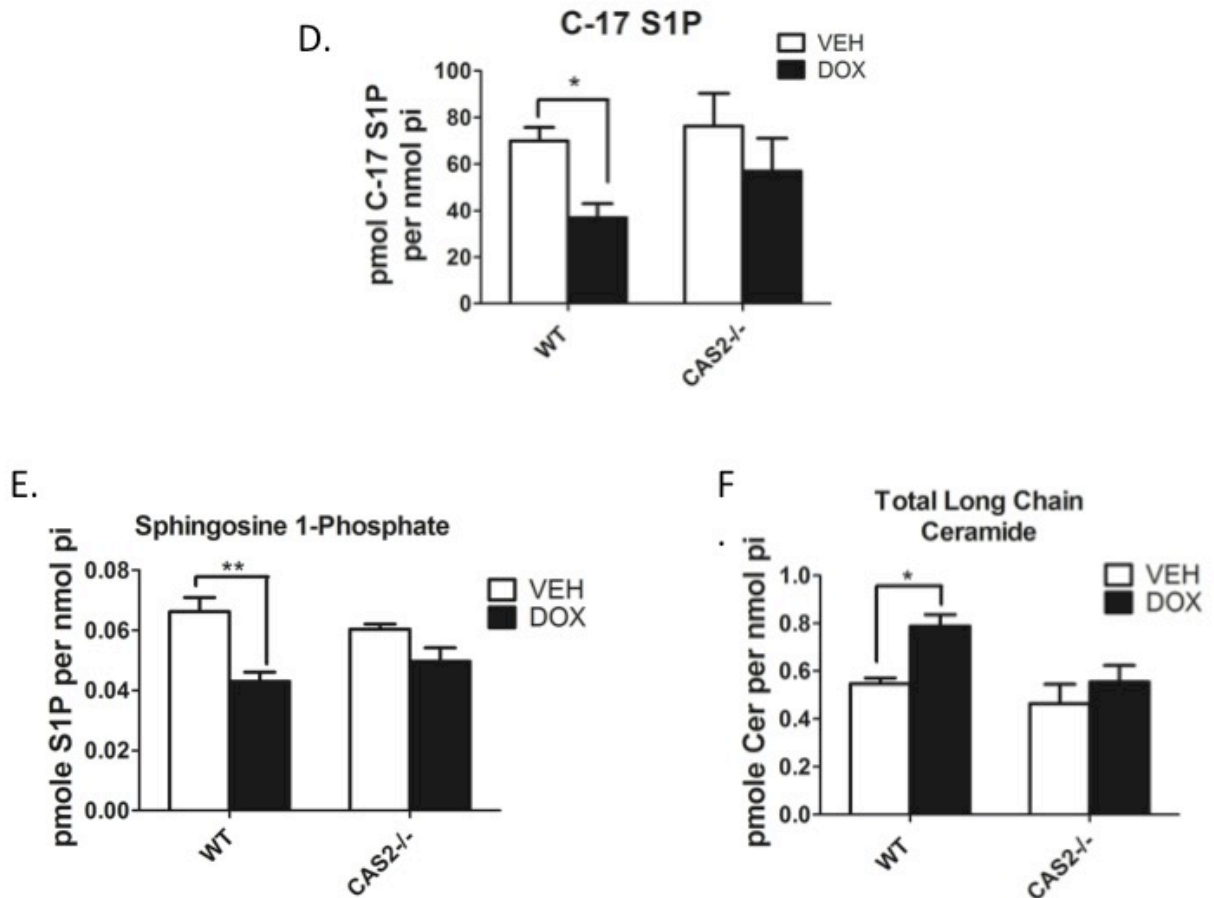 D.
C-17 S1P
VEH
DOX
pmol C-17 S1P
per nmol pi
100
80
60
40
20
0
*
WT
CAS2-/-
E.
Sphingosine 1-Phosphate
VEH
DOX
pmole S1P per nmol pi
0.08
0.06
0.04
0.02
0.00
**
WT
CAS2-/-
F
.
Total Long Chain
Ceramide
VEH
DOX
pmole Cer per nmol pi
1.0
0.8
0.6
0.4
0.2
0.0
*
WT
CAS2-/-